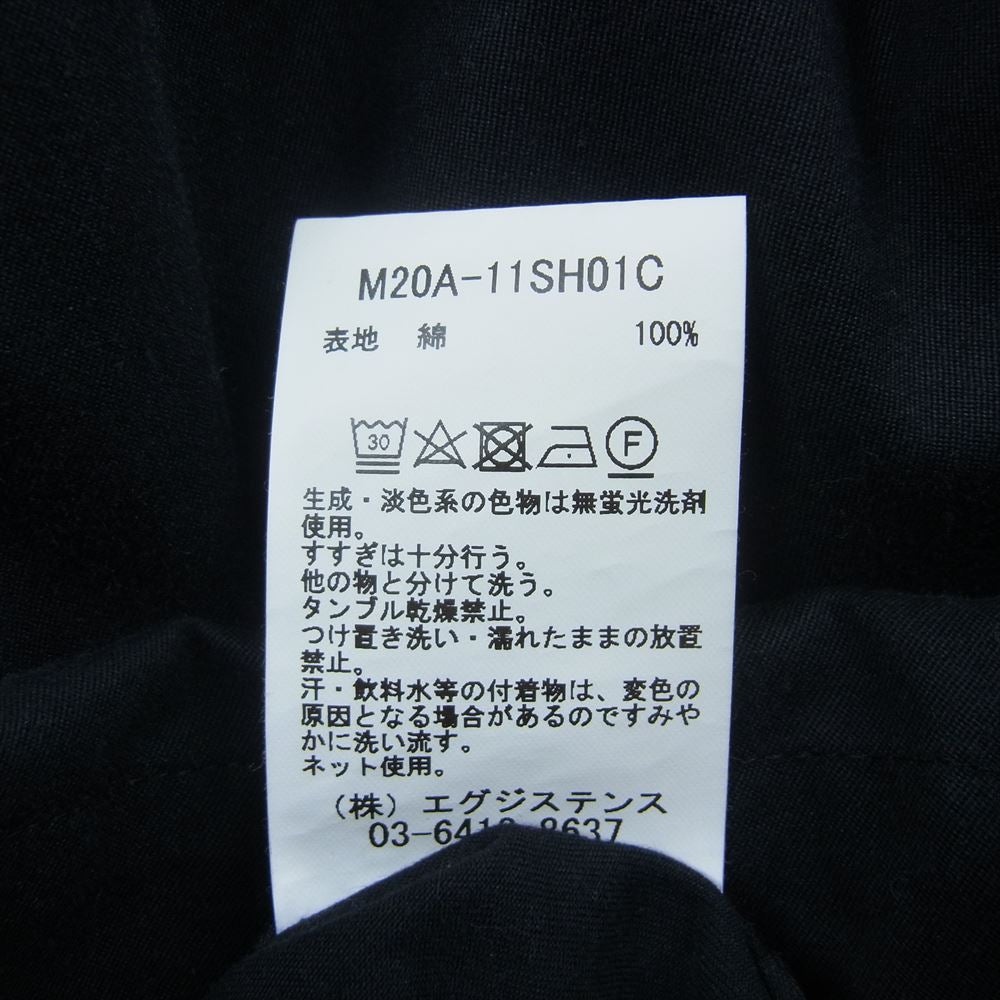 M20A-11SH01C
表地 綿 100%
30 F
生成・淡色系の色物は無蛍光洗剤
使用。
すすぎは十分行う。
他の物と分けて洗う。
タンブル乾燥禁止。
つけ置き洗い・濡れたままの放置
禁止。
汗・飲料水等の付着物は、変色の
原因となる場合があるのですみや
かに洗い流す。
ネット使用。
(株)エグジステンス